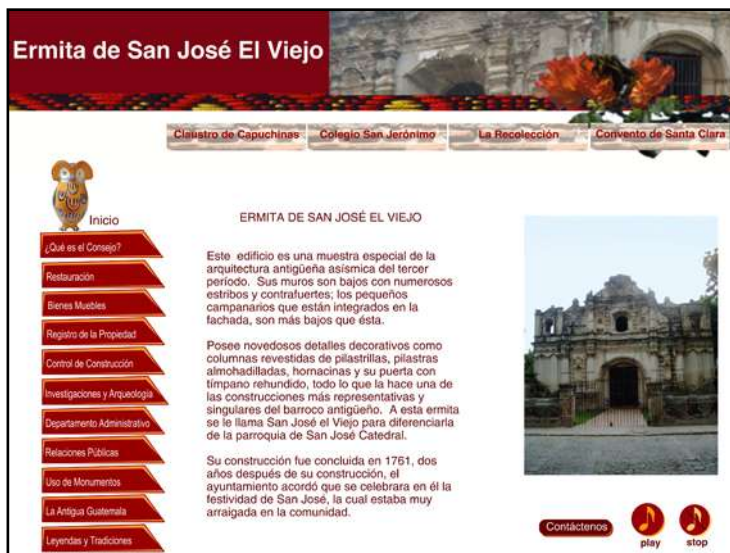 Ermita de San José El Viejo
Claustro de Capuchinas
Colegio San Jerónimo
La Recolección
Convento de Santa Clara
Inicio
¿Qué es el Consejo?
Restauración
Bienes Muebles
Registro de la Propiedad
Control de Construcción
Investigaciones y Arqueología
Departamento Administrativo
Relaciones Públicas
Uso de Monumentos
La Antigua Guatemala
Leyendas y Tradiciones
ERMITA DE SAN JOSÉ EL VIEJO
Este edificio es una muestra especial de la
arquitectura antigüeña asísmica del tercer
período. Sus muros son bajos con numerosos
estribos y contrafuertes; los pequeños
campanarios que están integrados en la
fachada, son más bajos que ésta.
Posee novedosos detalles decorativos como
columnas revestidas de pilastrillas, pilastras
almohadilladas, hornacinas y su puerta con
tímpano rehundido, todo lo que la hace una de
las construcciones más representativas y
singulares del barroco antigüeño. A esta ermita
se le llama San José el Viejo para diferenciarla
de la parroquia de San José Catedral.
Su construcción fue concluida en 1761, dos
años después de su construcción, el
ayuntamiento acordó que se celebrara en él la
festividad de San José, la cual estaba muy
arraigada en la comunidad.
Contáctenos
play
stop